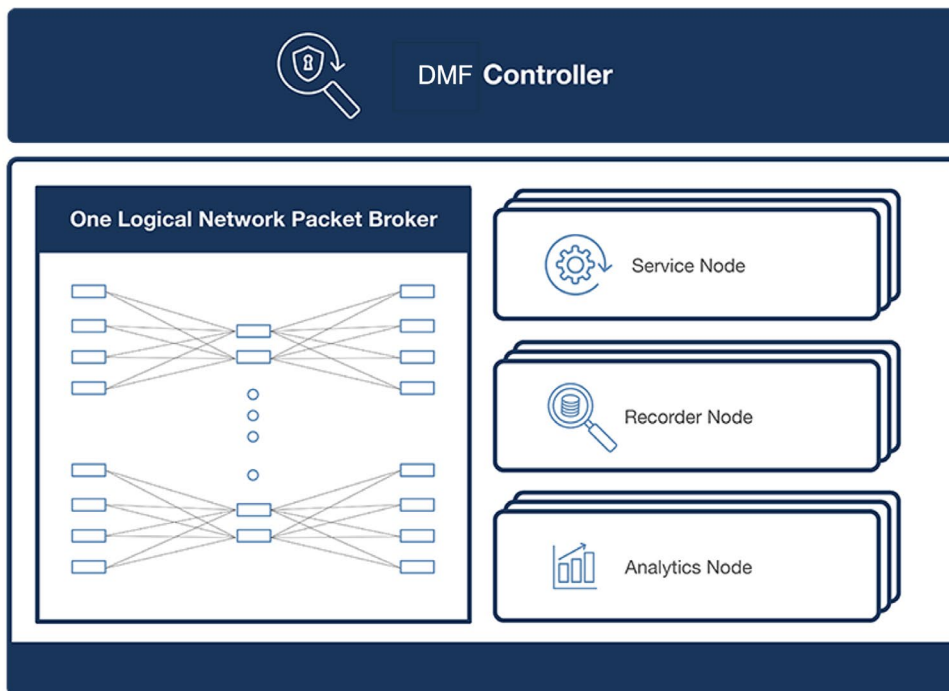 DMF Controller
One Logical Network Packet Broker
Service Node
Recorder Node
Analytics Node